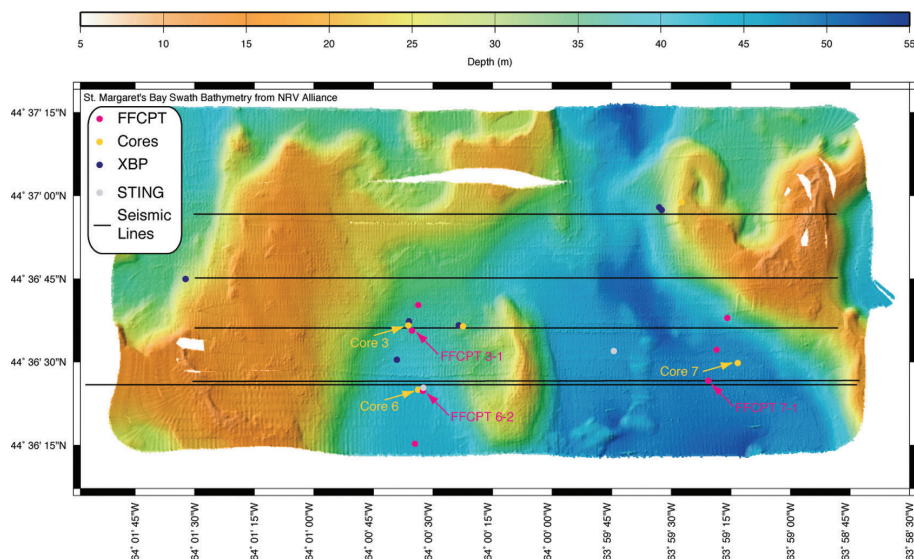 5 10 15 20 25 30 35 40 45 50 55
Depth (m)
St. Margaret's Bay Swath Bathymetry from NRV Alliance
FFCPT
Cores
XBP
STING
Seismic
Lines
44° 37' 15"N
44° 37' 00"N
44° 36' 45"N
44° 36' 30"N
44° 36' 15"N
Core 3
FFCPT 3-1
Core 6
FFCPT 6-2
Core 7
FFCPT 7-1
64° 01' 45"W
64° 01' 30"W
64° 01' 15"W
64° 01' 00"W
64° 00' 45"W
64° 00' 30"W
64° 00' 15"W
64° 00' 00"W
63° 59' 45"W
63° 59' 30"W
63° 59' 15"W
63° 59' 00"W
63° 58' 45"W
63° 58' 30"W